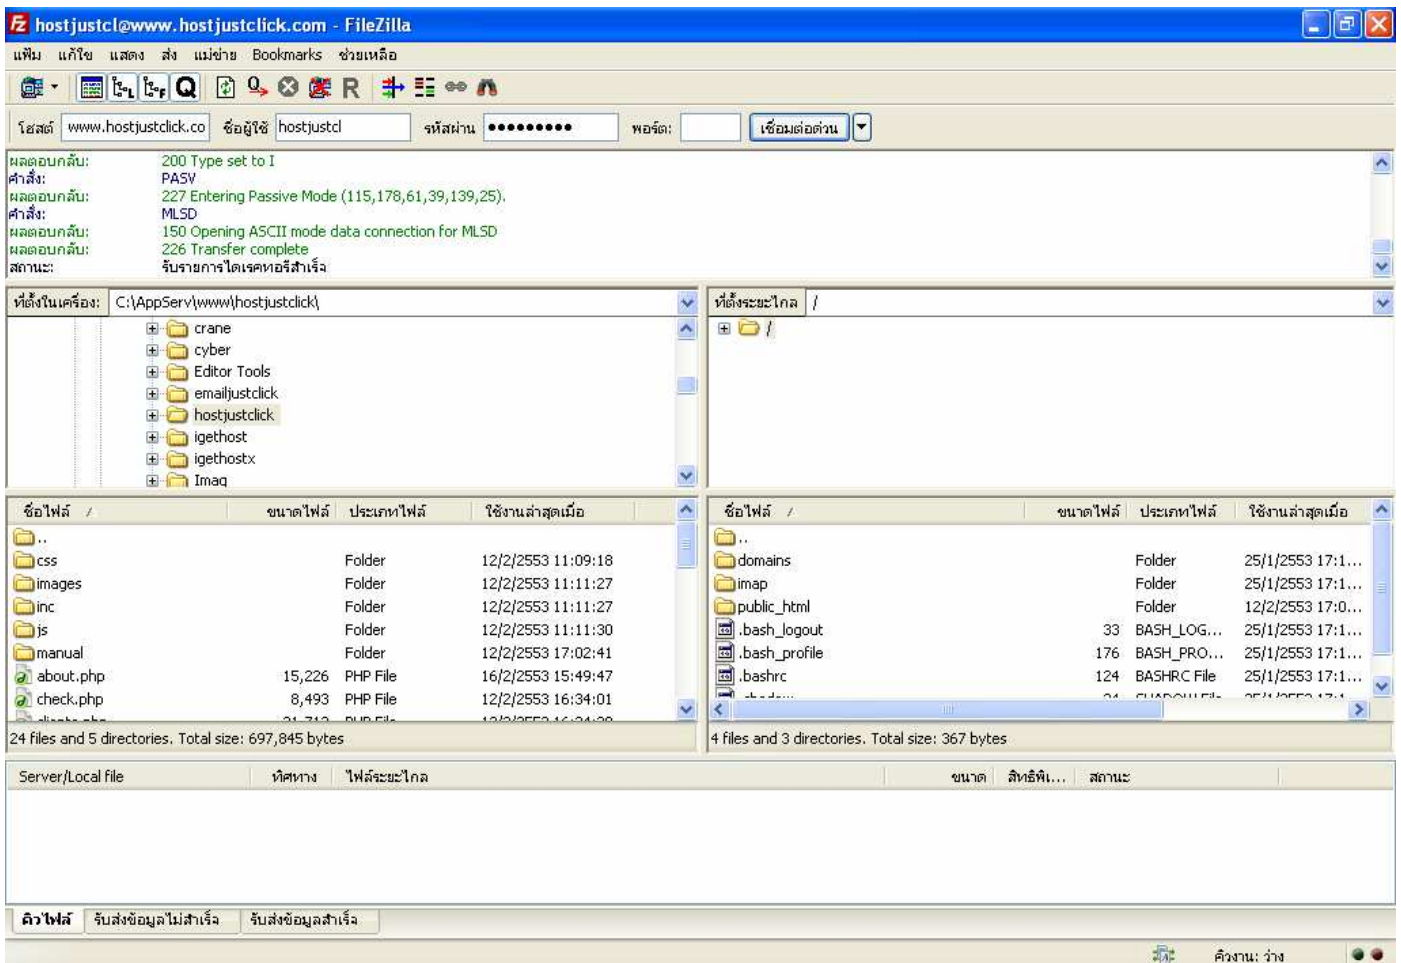 hostjustcl@www.hostjustclick.com - FileZilla
แฟ้ม แก้ไข แสดง ส่ง แม่ข่าย Bookmarks ช่วยเหลือ
โฮสต์ www.hostjustclick.co ชื่อผู้ใช้ hostjustcl รหัสผ่าน ●●●●●●●●● พอร์ต: เชื่อมต่อด่วน
ผลตอบกลับ: 200 Type set to I
คำสั่ง: PASV
ผลตอบกลับ: 227 Entering Passive Mode (115,178,61,39,139,25).
คำสั่ง: MLSD
ผลตอบกลับ: 150 Opening ASCII mode data connection for MLSD
ผลตอบกลับ: 226 Transfer complete
สถานะ: รับรายการไดเรคทอรีสำเร็จ
ที่ตั้งในเครื่อง: C:\AppServ\www\hostjustclick\
crane
cyber
Editor Tools
emailjustclick
hostjustclick
igethost
igethostx
Imag
ที่ตั้งระยะไกล /
/
ชื่อไฟล์ / ขนาดไฟล์ ประเภทไฟล์ ใช้งานล่าสุดเมื่อ
..
css Folder 12/2/2553 11:09:18
images Folder 12/2/2553 11:11:27
inc Folder 12/2/2553 11:11:27
js Folder 12/2/2553 11:11:30
manual Folder 12/2/2553 17:02:41
about.php 15,226 PHP File 16/2/2553 15:49:47
check.php 8,493 PHP File 12/2/2553 16:34:01
24 files and 5 directories. Total size: 697,845 bytes
ชื่อไฟล์ / ขนาดไฟล์ ประเภทไฟล์ ใช้งานล่าสุดเมื่อ
..
domains Folder 25/1/2553 17:1...
imap Folder 25/1/2553 17:1...
public_html Folder 12/2/2553 17:0...
.bash_logout 33 BASH_LOG... 25/1/2553 17:1...
.bash_profile 176 BASH_PRO... 25/1/2553 17:1...
.bashrc 124 BASHRC File 25/1/2553 17:1...
4 files and 3 directories. Total size: 367 bytes
Server/Local file ทิศทาง ไฟล์ระยะไกล ขนาด สิทธิพิเ... สถานะ
คิวไฟล์ รับส่งข้อมูลไม่สำเร็จ รับส่งข้อมูลสำเร็จ
คิวงาน: ว่าง